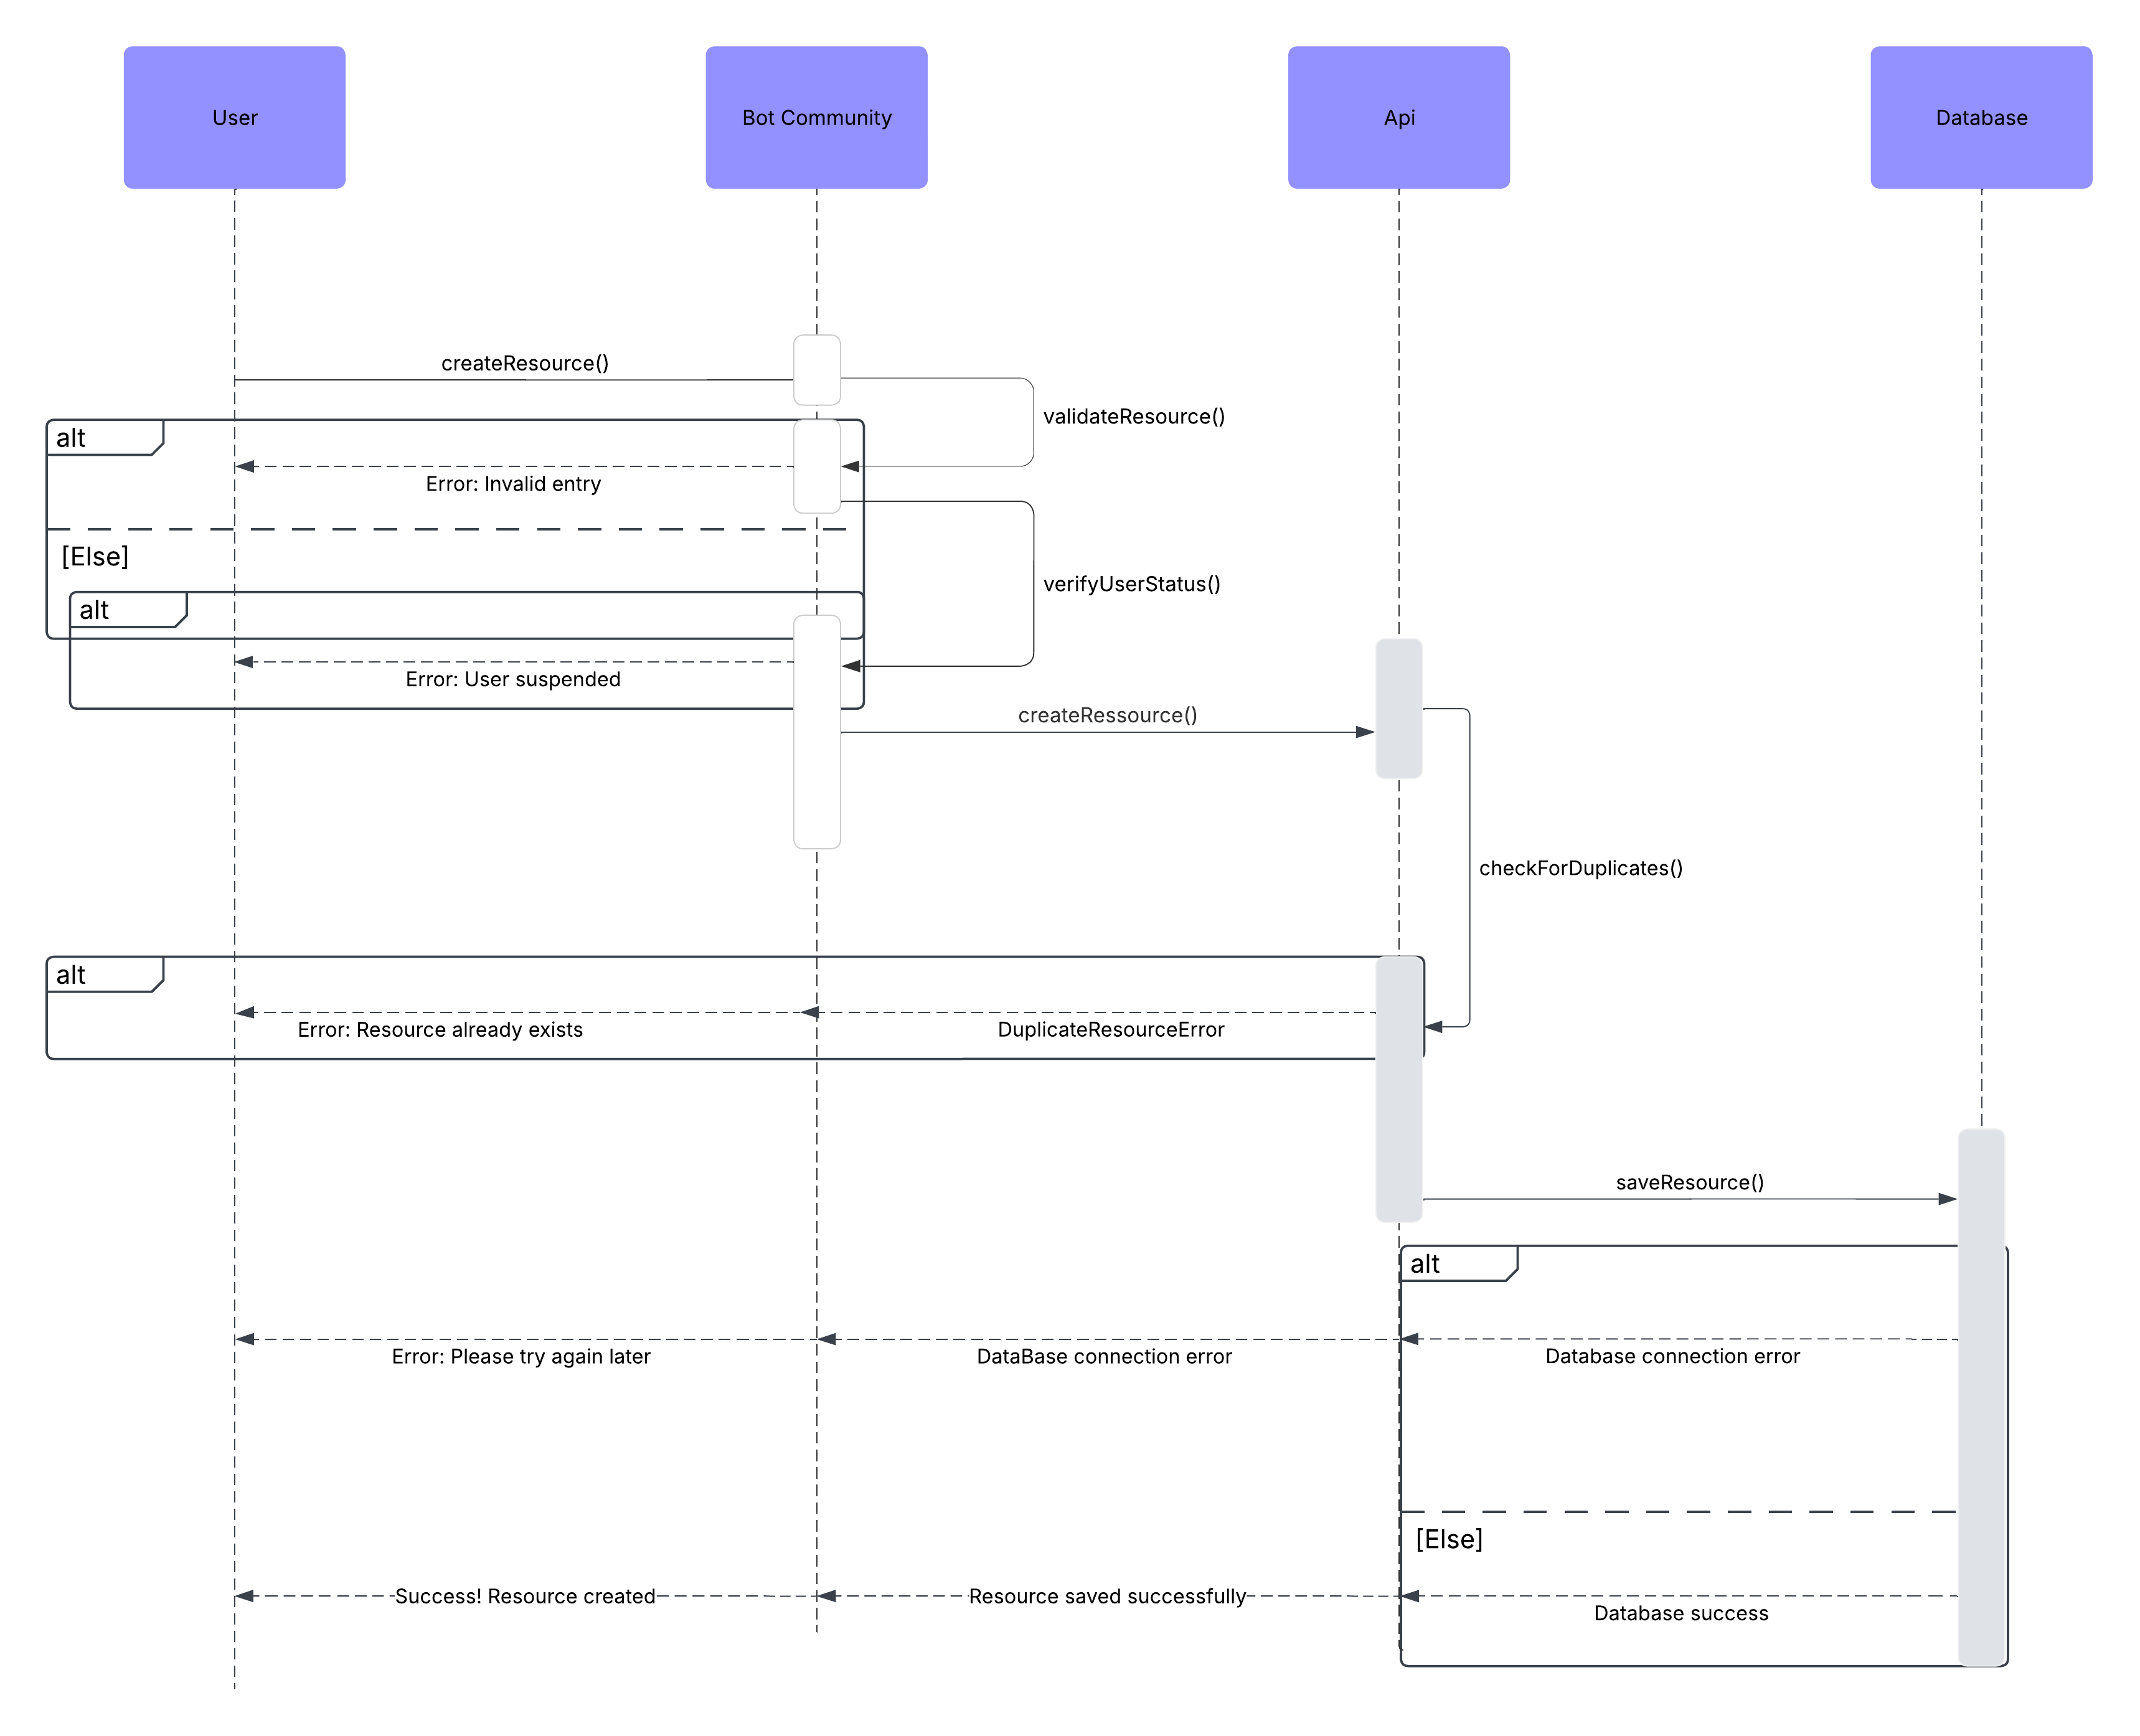 User
Bot Community
Api
Database
createResource()
validateResource()
alt
Error: Invalid entry
[Else]
verifyUserStatus()
alt
Error: User suspended
createRessource()
checkForDuplicates()
alt
Error: Resource already exists
DuplicateResourceError
saveResource()
alt
Error: Please try again later
DataBase connection error
Database connection error
[Else]
Success! Resource created
Resource saved successfully
Database success